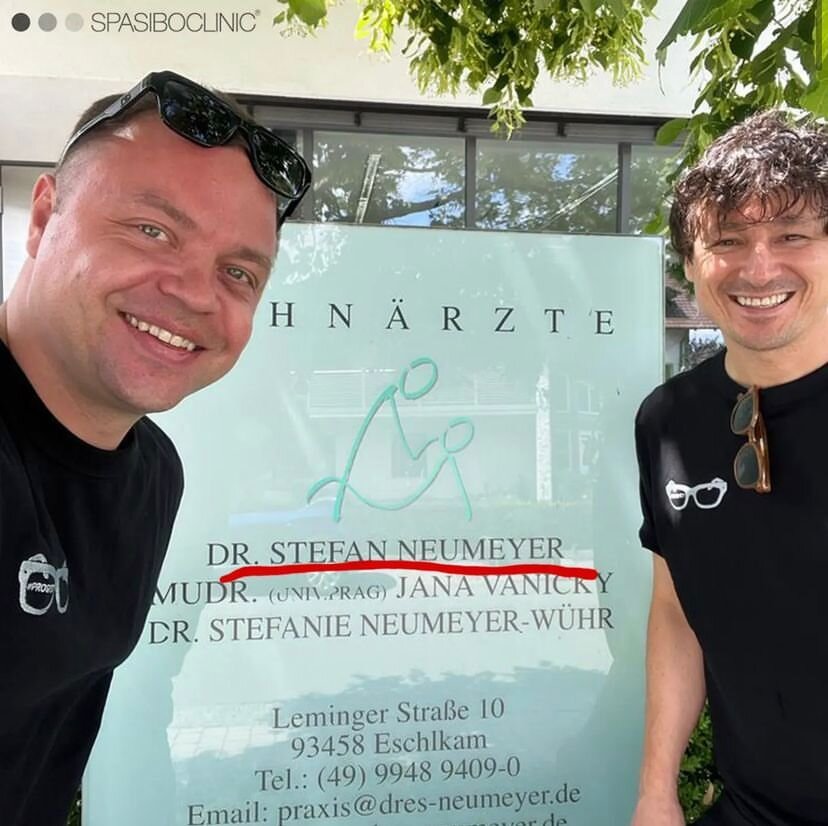 SPASIBOCLINIC®
HNÄRZTE
DR. STEFAN NEUMEYER
MUDR. (UNIV.PRAG) JANA VANICKY
DR. STEFANIE NEUMEYER-WÜHR
Leminger Straße 10
93458 Eschlkam
Tel.: (49) 9948 9409-0
Email: praxis@dres-neumeyer.de